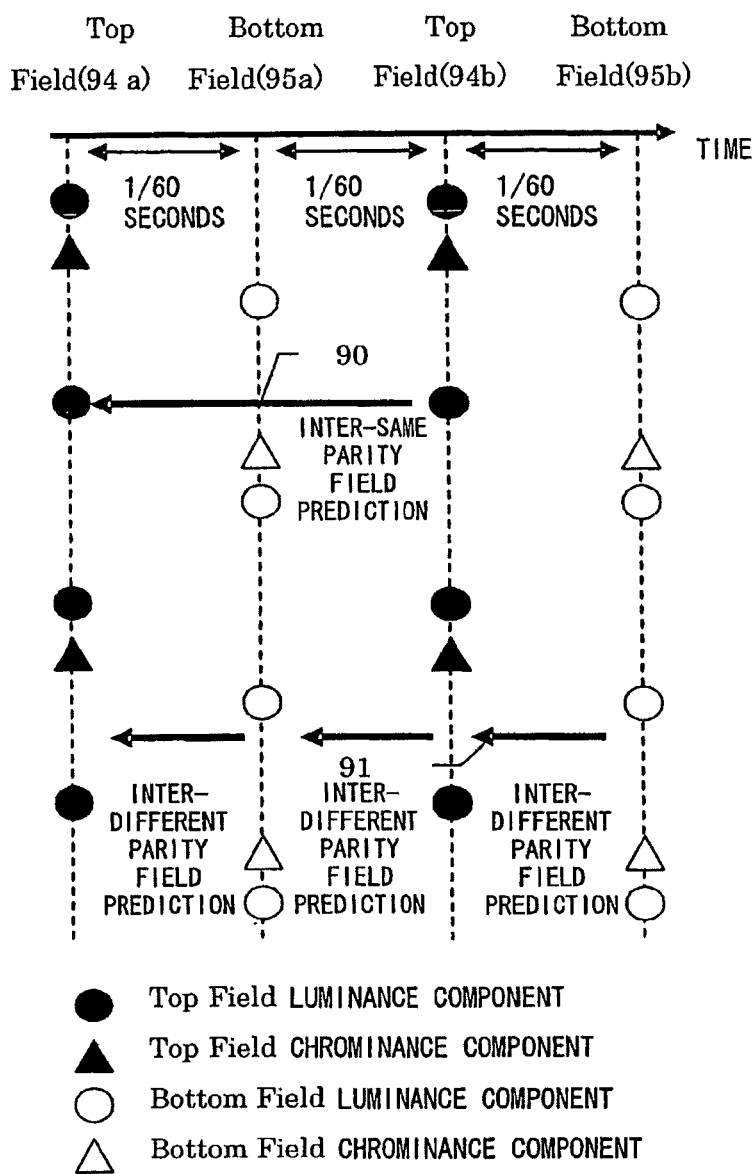 Top Bottom Top Bottom
Field(94 a) Field(95a) Field(94b) Field(95b)
TIME
1/60 1/60 1/60
SECONDS SECONDS SECONDS
90
INTER-SAME
PARITY
FIELD
PREDICTION
91
INTER- INTER- INTER-
DIFFERENT DIFFERENT DIFFERENT
PARITY PARITY PARITY
FIELD FIELD FIELD
PREDICTION PREDICTION PREDICTION
Top Field LUMINANCE COMPONENT
Top Field CHROMINANCE COMPONENT
Bottom Field LUMINANCE COMPONENT
Bottom Field CHROMINANCE COMPONENT